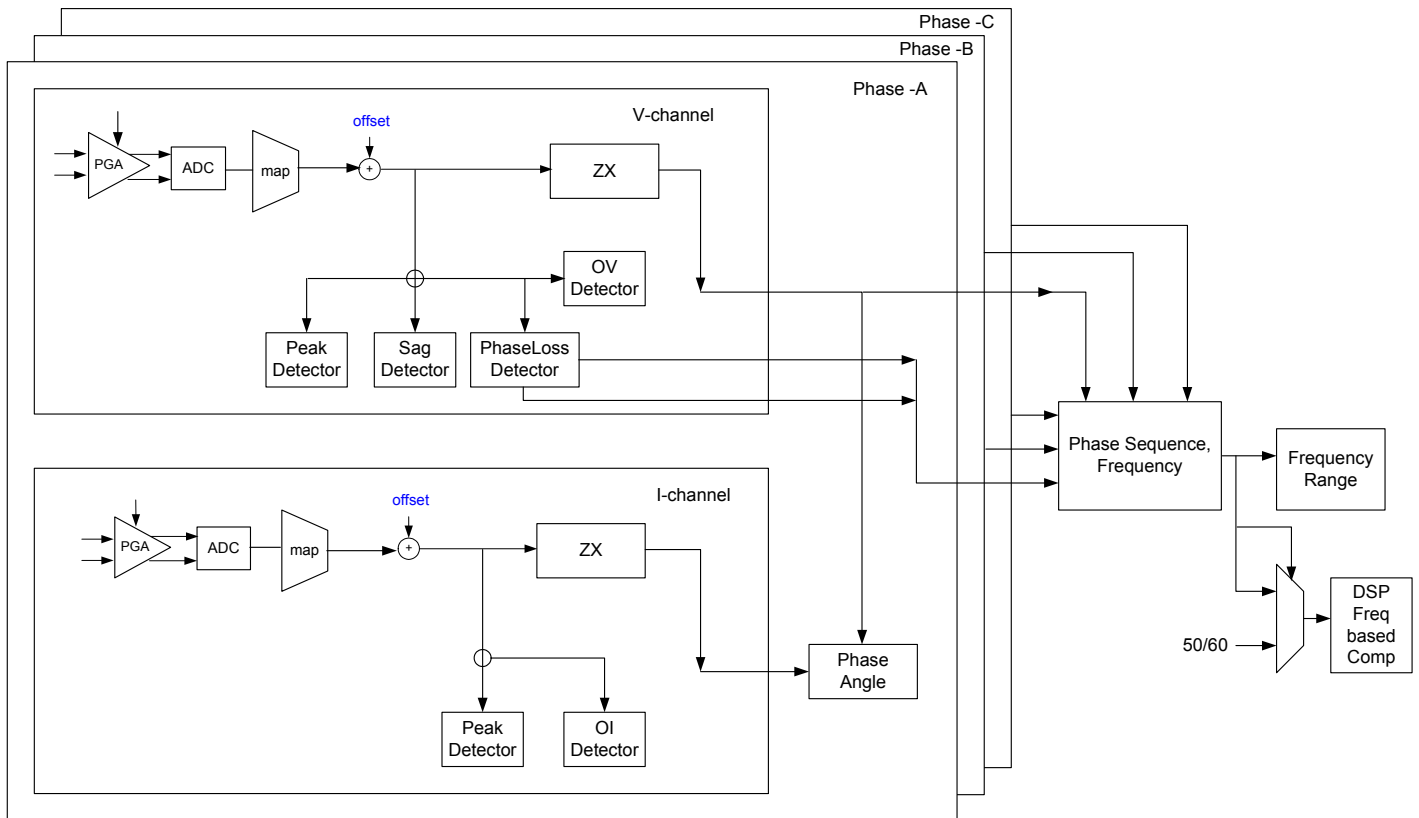 Phase -C
Phase -B
Phase -A
V-channel
offset
PGA
ADC
map
+
ZX
OV
Detector
Peak
Detector
Sag
Detector
PhaseLoss
Detector
I-channel
offset
PGA
ADC
map
+
ZX
Peak
Detector
OI
Detector
Phase
Angle
Phase Sequence,
Frequency
Frequency
Range
50/60
DSP
Freq
based
Comp